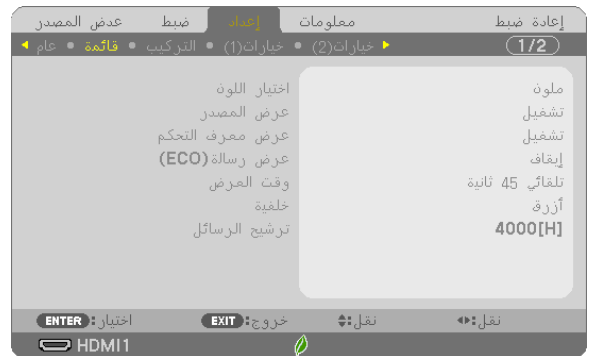 عدض المصدر ضبط إعداد معلومات إعادة ضبط
عام • قائمة • التركيب • خيارات(1) • خيارات(2) 1/2
اختيار اللون ملون
عرض المصدر تشغيل
عرض معرف التحكم تشغيل
عرض رسالة (ECO) إيقاف
وقت العرض تلقائي 45 ثانية
خلفية أزرق
ترشيح الرسائل 4000[H]
ENTER: اختيار EXIT: خروج نقل: نقل:
HDMI1